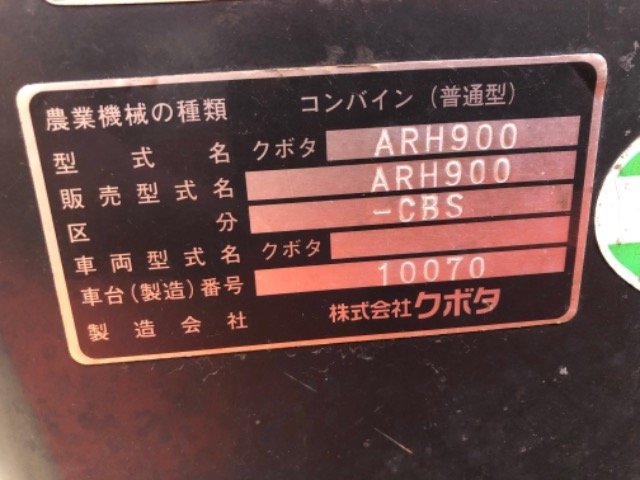 農業機械の種類 コンバイン(普通型)
型式名 クボタ ARH900
販売型式名 ARH900
区分 -CBS
車両型式名 クボタ
車台(製造)番号 10070
製造会社 株式会社クボタ